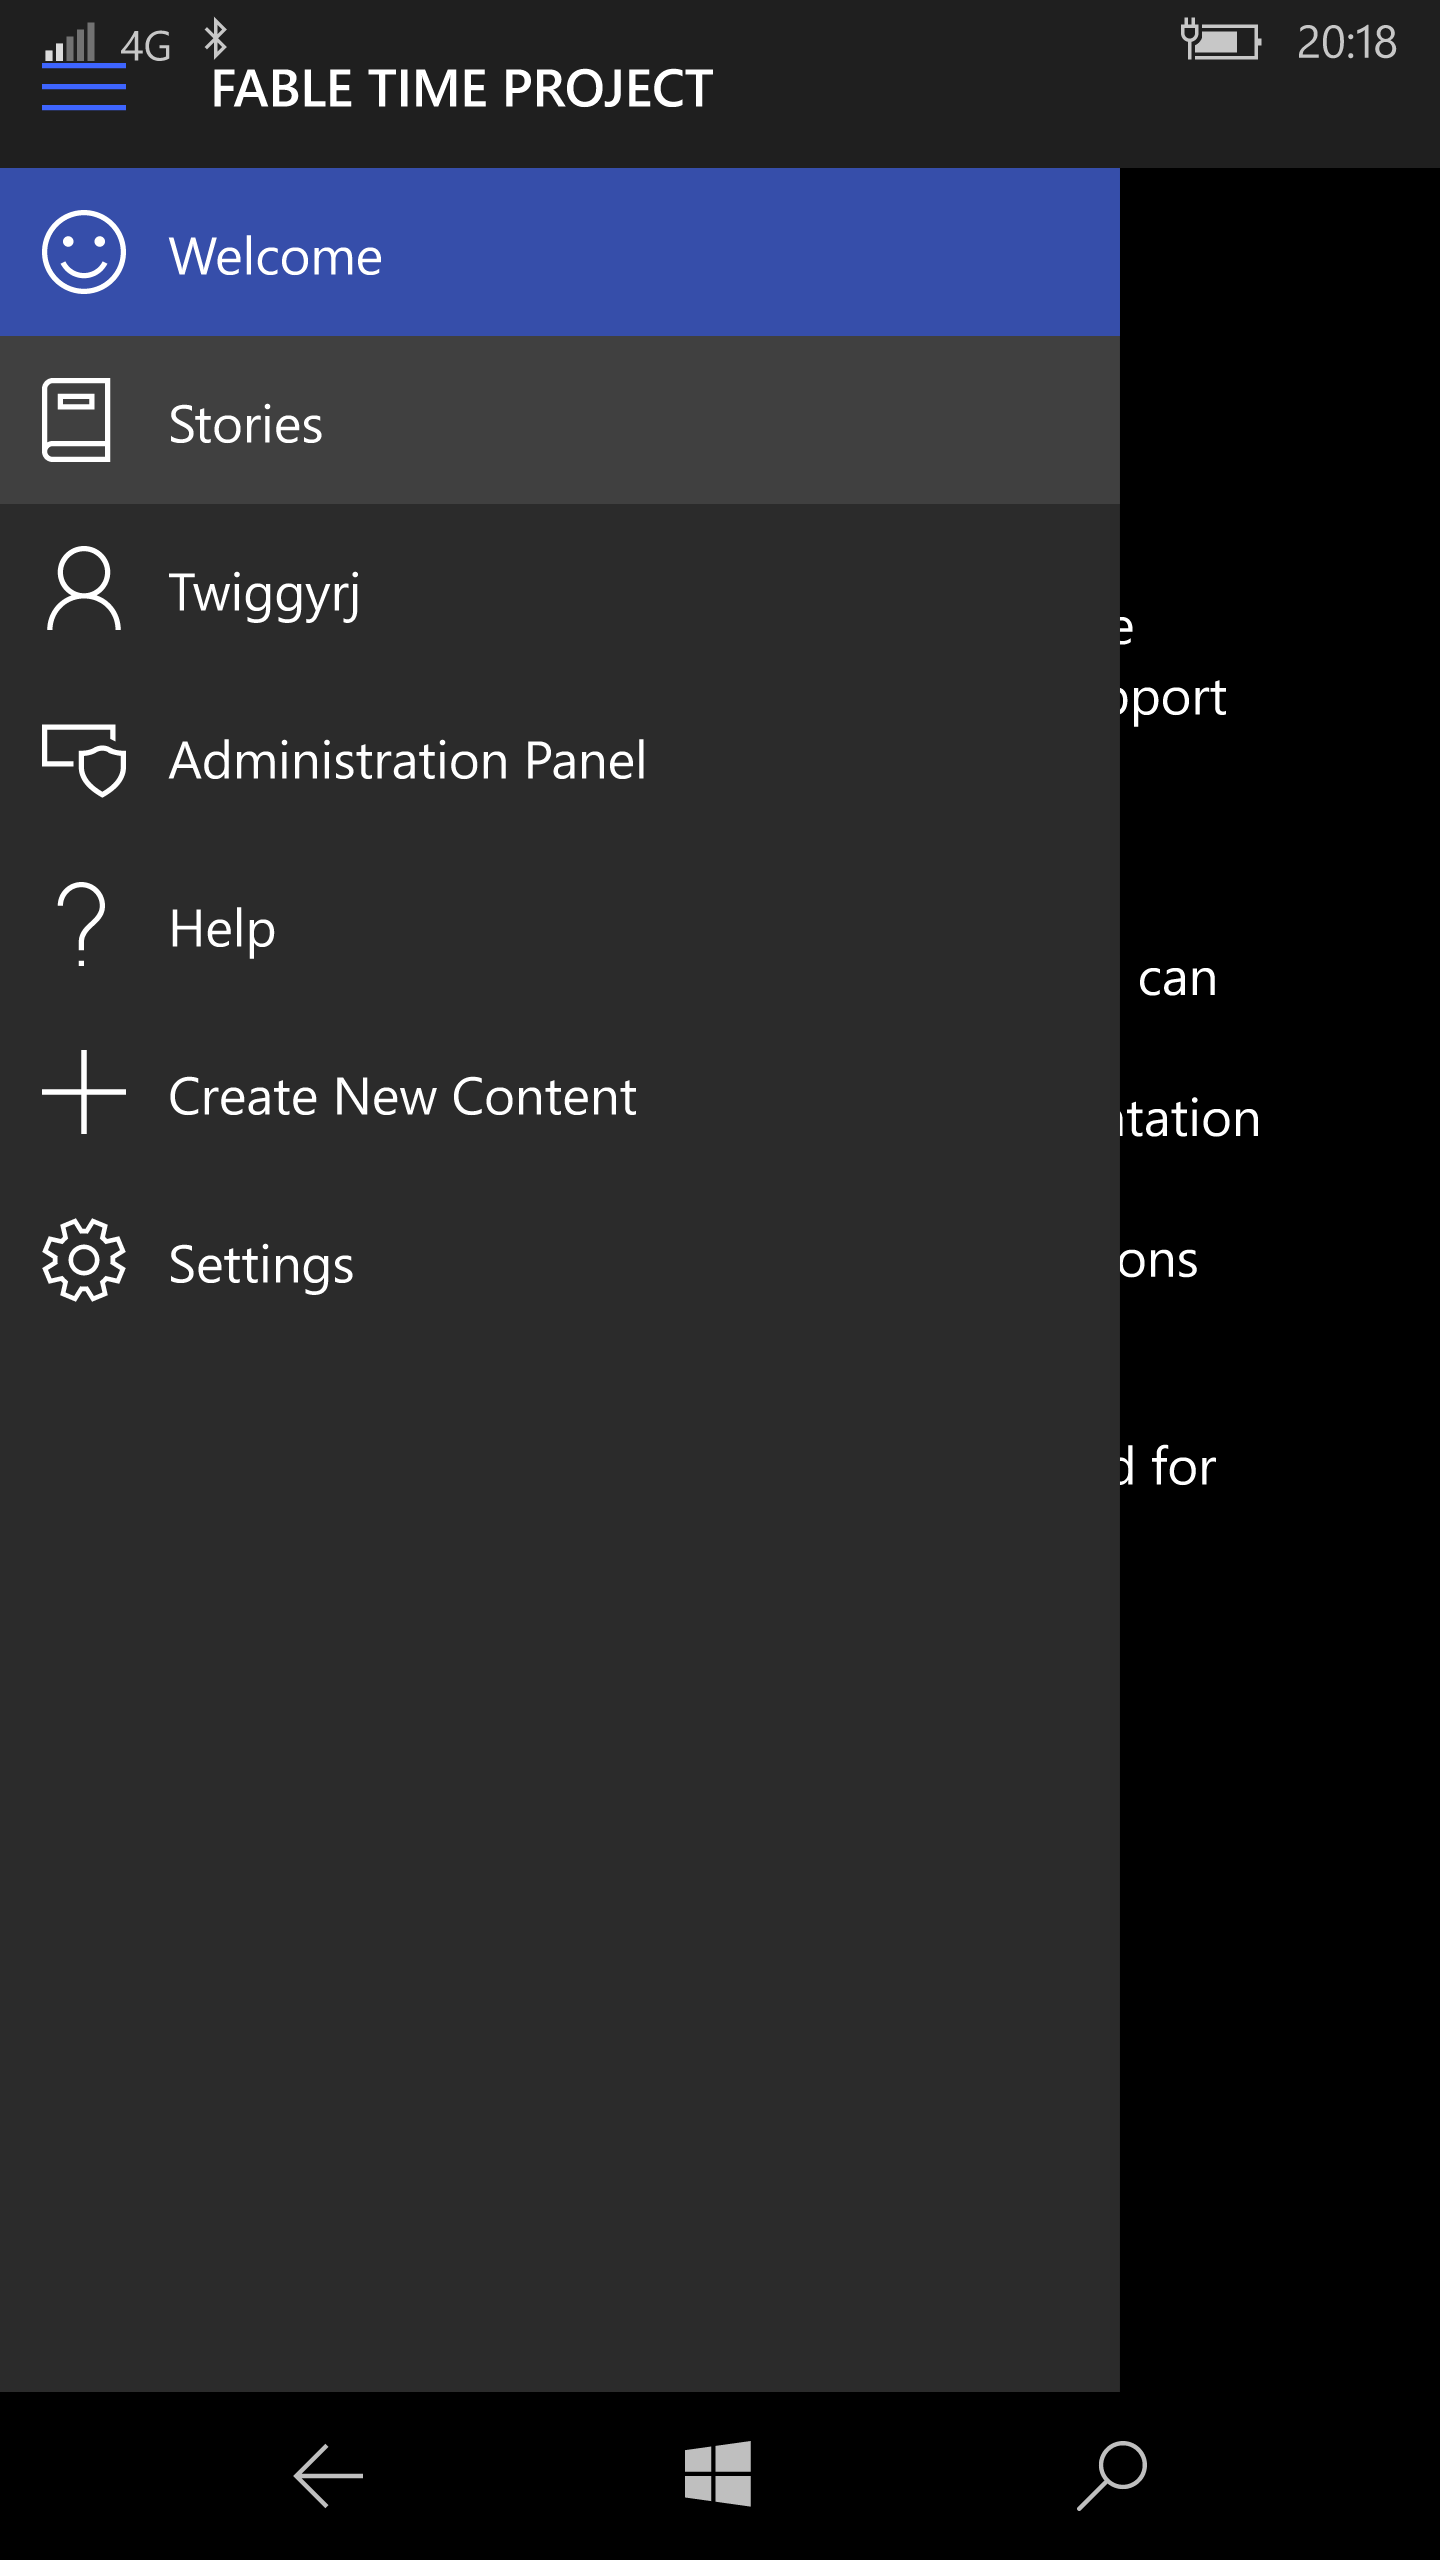 4G
20:18
FABLE TIME PROJECT
Welcome
Stories
Twiggyrj
e
pport
Administration Panel
Help
can
Create New Content
tation
ons
Settings
d for